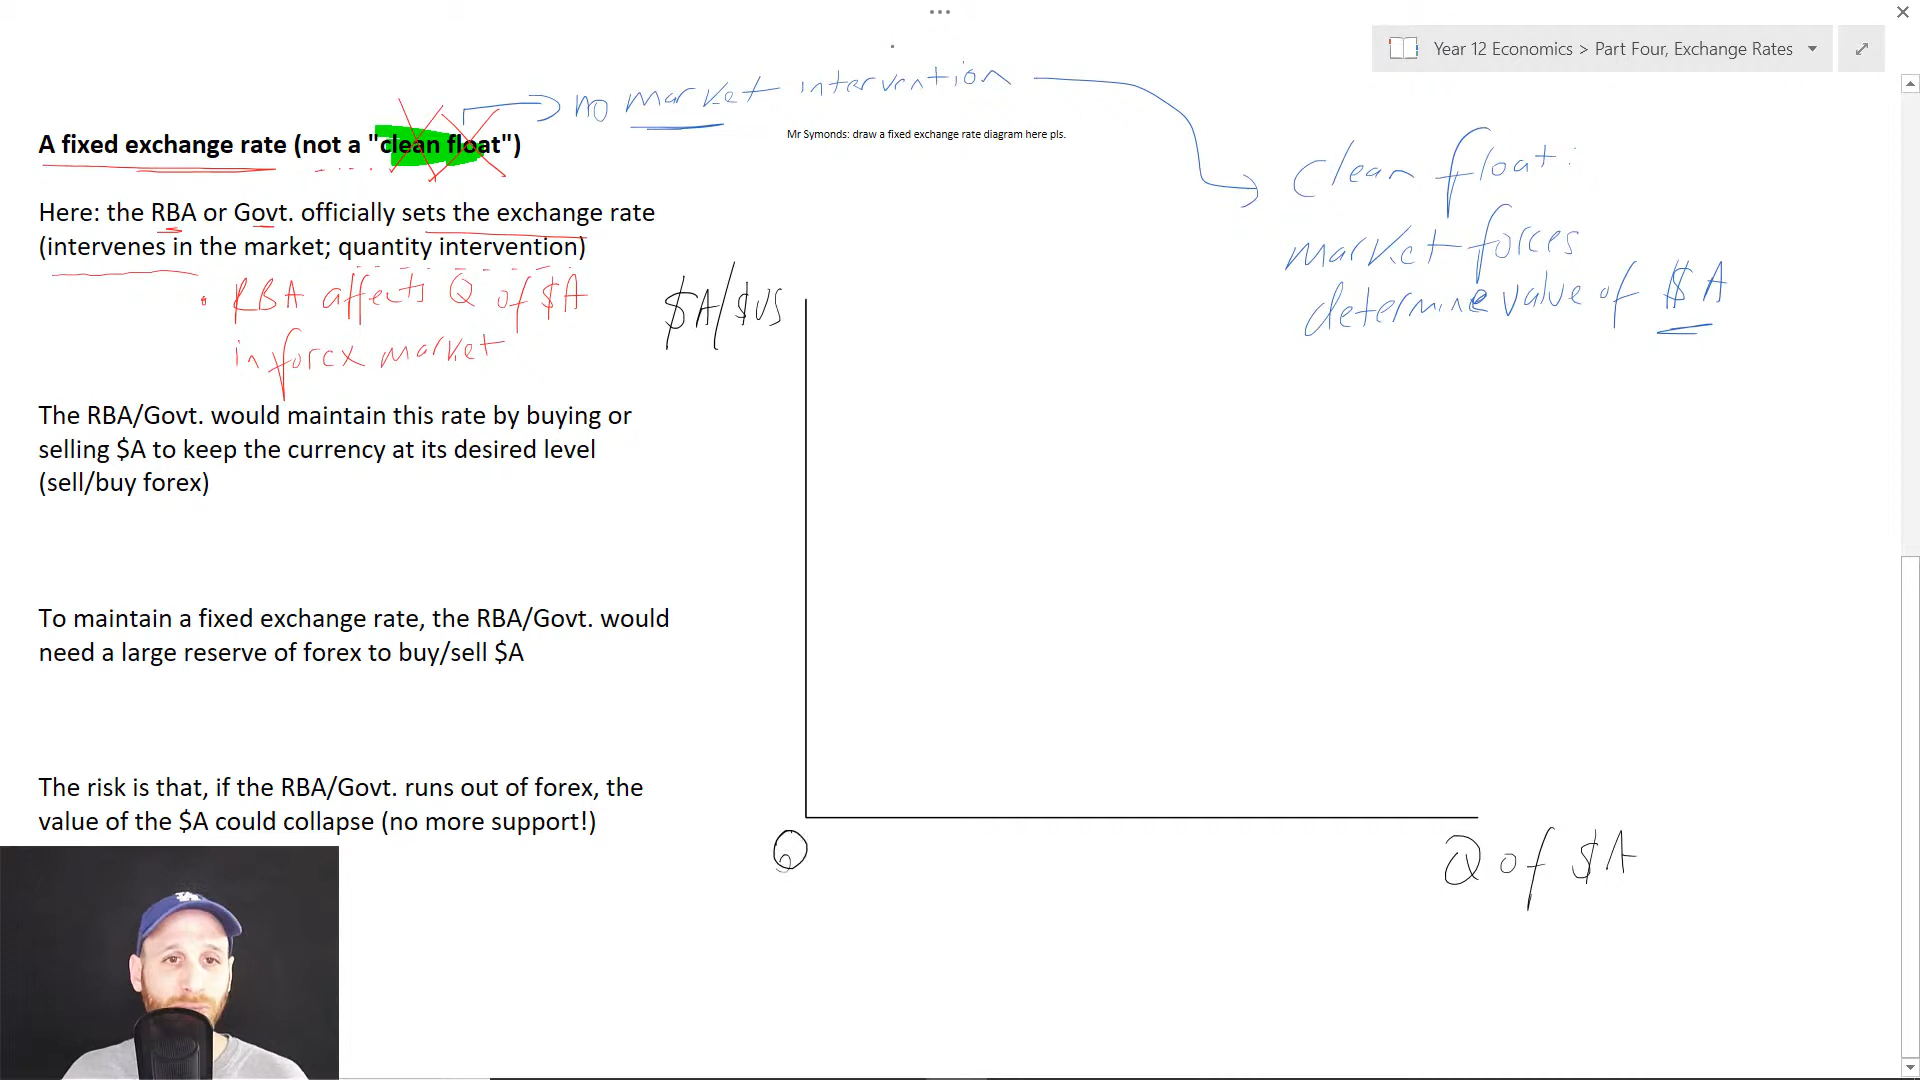 Year 12 Economics > Part Four, Exchange Rates
no market intervention
Mr Symonds: draw a fixed exchange rate diagram here pls.
A fixed exchange rate (not a "clean float")
clean float:
market forces
determine value of $A
Here: the RBA or Govt. officially sets the exchange rate
(intervenes in the market; quantity intervention)
RBA affects Q of $A
in forex market
$A/$US
The RBA/Govt. would maintain this rate by buying or
selling $A to keep the currency at its desired level
(sell/buy forex)
To maintain a fixed exchange rate, the RBA/Govt. would
need a large reserve of forex to buy/sell $A
The risk is that, if the RBA/Govt. runs out of forex, the
value of the $A could collapse (no more support!)
Q of $A